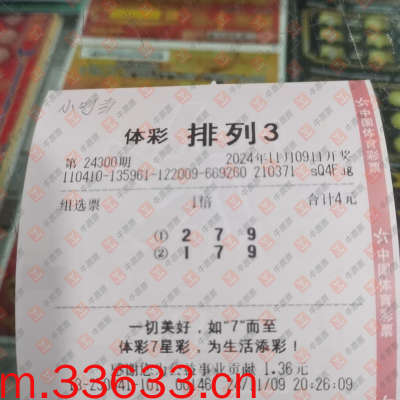 体彩 排列3
第 24300期 2024年11月09日开奖
110410-135961-122009-669260 210371
组选票 1倍 合计4元
① 2 7 9
② 1 7 9
一切美好，如"7"而至
体彩7星彩，为生活添彩！
感谢您为公益事业贡献 1.36元
24/11/09 20:26:09
中国体育彩票
中国体育彩票
m.33633.cn